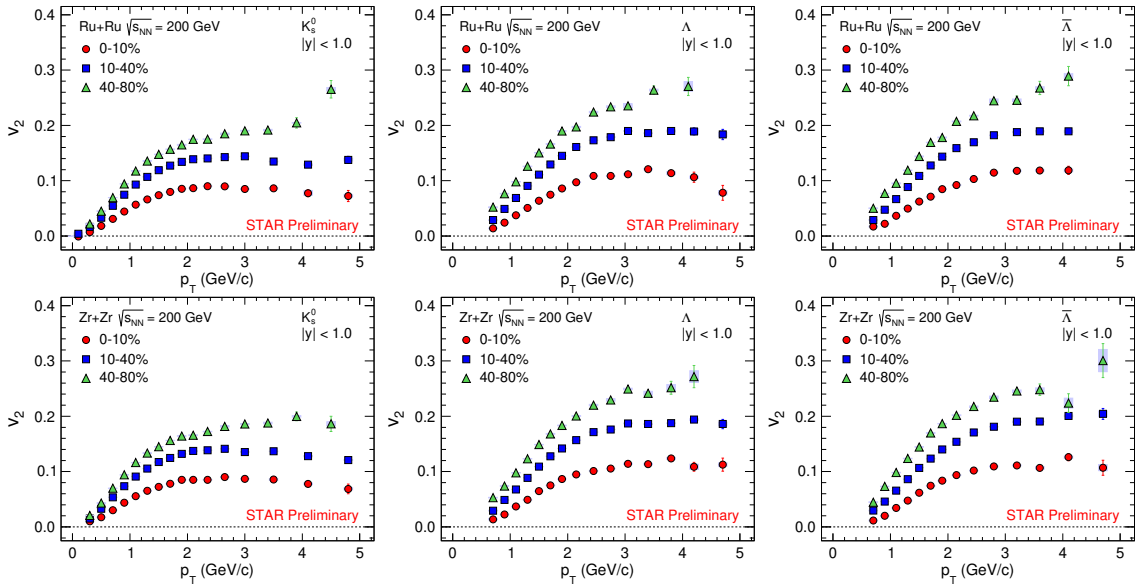 Ru+Ru √sNN = 200 GeV
K0s
|y| < 1.0
0-10%
10-40%
40-80%
0.4
0.3
0.2
0.1
0.0
v2
STAR Preliminary
0 1 2 3 4 5
pT (GeV/c)
Ru+Ru √sNN = 200 GeV
Λ
|y| < 1.0
0-10%
10-40%
40-80%
0.4
0.3
0.2
0.1
0.0
v2
STAR Preliminary
0 1 2 3 4 5
pT (GeV/c)
Ru+Ru √sNN = 200 GeV
Λ̅
|y| < 1.0
0-10%
10-40%
40-80%
0.4
0.3
0.2
0.1
0.0
v2
STAR Preliminary
0 1 2 3 4 5
pT (GeV/c)
Zr+Zr √sNN = 200 GeV
K0s
|y| < 1.0
0-10%
10-40%
40-80%
0.4
0.3
0.2
0.1
0.0
v2
STAR Preliminary
0 1 2 3 4 5
pT (GeV/c)
Zr+Zr √sNN = 200 GeV
Λ
|y| < 1.0
0-10%
10-40%
40-80%
0.4
0.3
0.2
0.1
0.0
v2
STAR Preliminary
0 1 2 3 4 5
pT (GeV/c)
Zr+Zr √sNN = 200 GeV
Λ̅
|y| < 1.0
0-10%
10-40%
40-80%
0.4
0.3
0.2
0.1
0.0
v2
STAR Preliminary
0 1 2 3 4 5
pT (GeV/c)